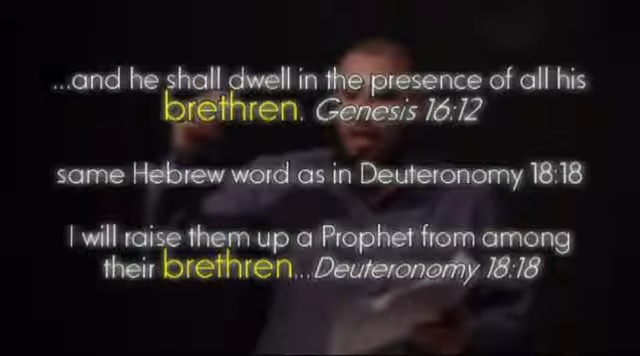 ...and he shall dwell in the presence of all his
brethren. Genesis 16:12
same Hebrew word as in Deuteronomy 18:18
I will raise them up a Prophet from among
their brethren...Deuteronomy 18:18